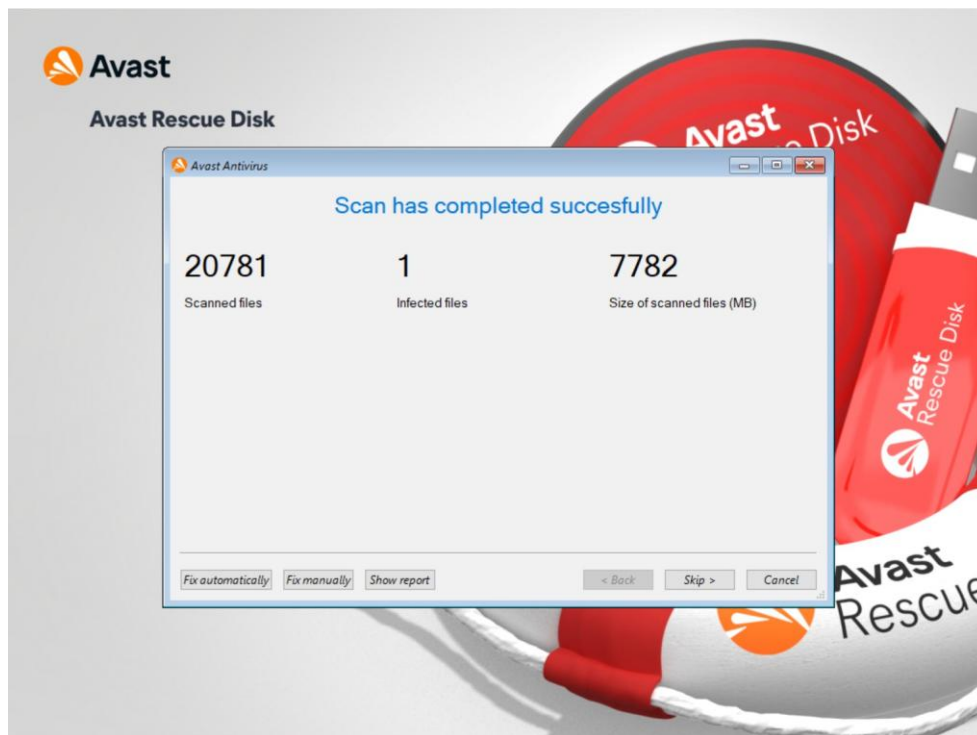 Avast
Avast Rescue Disk
Avast
Disk
Avast Antivirus
Scan has completed succesfully
20781
1
7782
Scanned files
Infected files
Size of scanned files (MB)
Avast
Rescue Disk
Fix automatically
Fix manually
Show report
< Back
Skip >
Cancel
Avast
Rescue